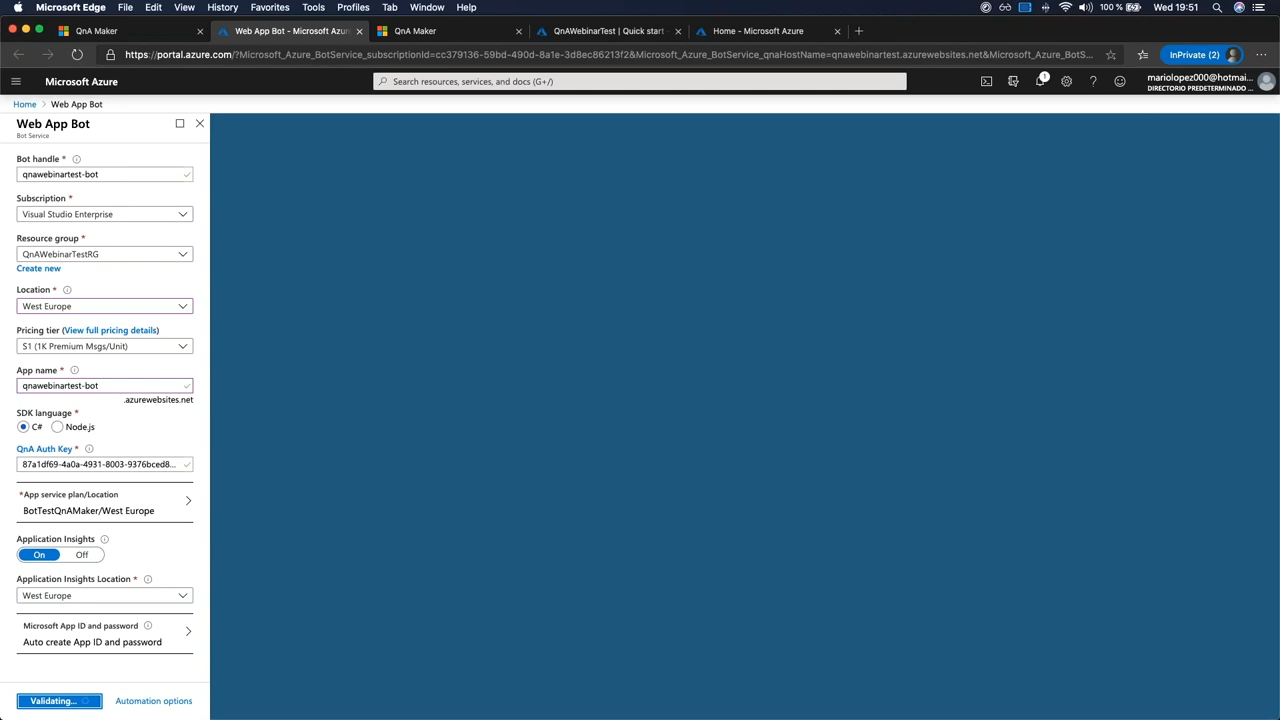 Microsoft Edge File Edit View History Favorites Tools Profiles Tab Window Help 100% Wed 19:51
QnA Maker Web App Bot - Microsoft Azur QnA Maker QnAWebinarTest | Quick start - Home - Microsoft Azure
https://portal.azure.com/?Microsoft_Azure_BotService_subscriptionId=cc379136-59bd-490d-8a1e-3d8ec86213f2&Microsoft_Azure_BotService_qnaHostName=qnawebinartest.azurewebsites.net&Microsoft_Azure_BotS... InPrivate (2)
Microsoft Azure Search resources, services, and docs (G+/) 1 mariolopez000@hotmai...
DIRECTORIO PREDETERMINADO ...
Home > Web App Bot
Web App Bot
Bot Service
Bot handle *
qnawebinartest-bot
Subscription *
Visual Studio Enterprise
Resource group *
QnAWebinarTestRG
Create new
Location *
West Europe
Pricing tier (View full pricing details)
S1 (1K Premium Msgs/Unit)
App name *
qnawebinartest-bot
.azurewebsites.net
SDK language *
C# Node.js
QnA Auth Key *
87a1df69-4a0a-4931-8003-9376bced8...
*App service plan/Location
BotTestQnAMaker/West Europe
Application Insights
On Off
Application Insights Location *
West Europe
Microsoft App ID and password
Auto create App ID and password
Validating... Automation options